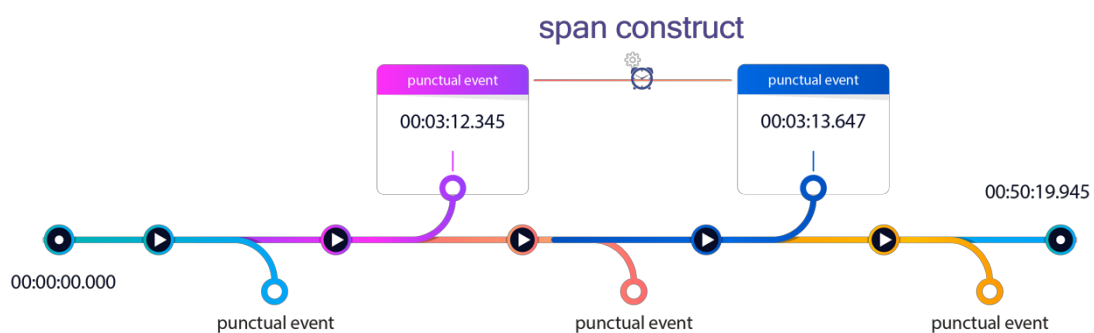 span construct
punctual event
punctual event
00:03:12.345
00:03:13.647
00:50:19.945
00:00:00.000
punctual event
punctual event
punctual event